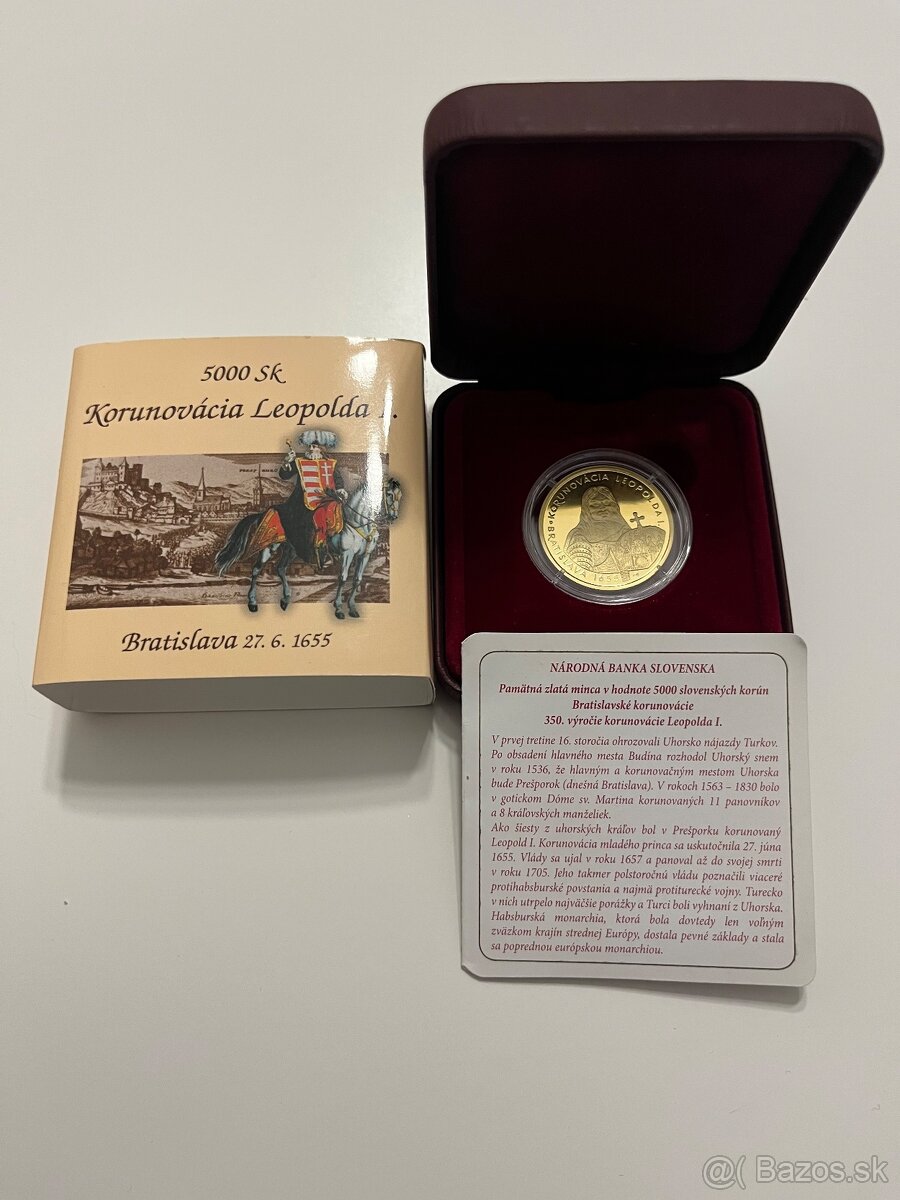 5000 Sk
Korunovácia Leopolda I.
Bratislava 27. 6. 1655
KORUNOVÁCIA LEOPOLDA I.
BRATISLAVA 1655
NÁRODNÁ BANKA SLOVENSKA
Pamätná zlatá minca v hodnote 5000 slovenských korún
Bratislavské korunovácie
350. výročie korunovácie Leopolda I.
V prvej tretine 16. storočia ohrozovali Uhorsko nájazdy Turkov.
Po obsadení hlavného mesta Budína rozhodol Uhorský snem
v roku 1536, že hlavným a korunovačným mestom Uhorska
bude Prešporok (dnešná Bratislava). V rokoch 1563 – 1830 bolo
v gotickom Dóme sv. Martina korunovaných 11 panovníkov
a 8 kráľovských manželiek.
Ako šiesty z uhorských kráľov bol v Prešporku korunovaný
Leopold I. Korunovácia mladého princa sa uskutočnila 27. júna
1655. Vlády sa ujal v roku 1657 a panoval až do svojej smrti
v roku 1705. Jeho takmer polstoročnú vládu poznačili viaceré
protihabsburské povstania a najmä protiturecké vojny. Turecko
v nich utrpelo najväčšie porážky a Turci boli vyhnaní z Uhorska.
Habsburská monarchia, ktorá bola dovtedy len voľným
zväzkom krajín strednej Európy, dostala pevné základy a stala
sa poprednou európskou monarchiou.
@( Bazos.sk